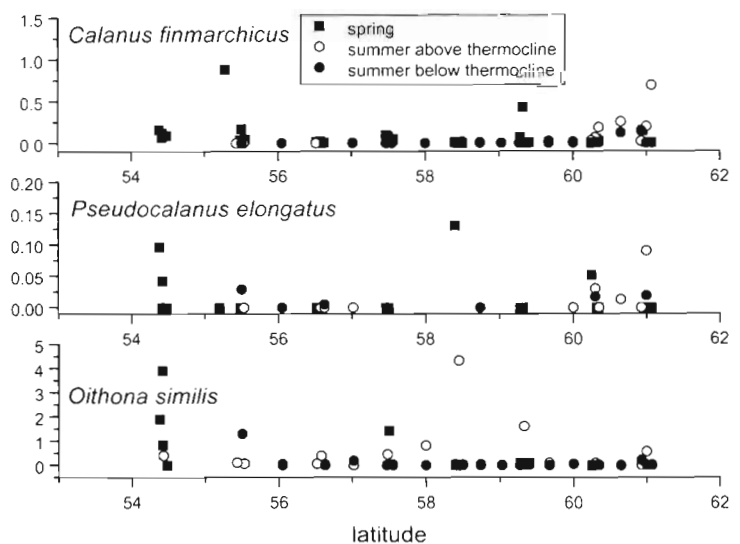 1.5
Calanus finmarchicus
spring
summer above thermocline
summer below thermocline
1.0
0.5
0.0
54 56 58 60 62
0.20
Pseudocalanus elongatus
0.15
0.10
0.05
0.00
54 56 58 60 62
5
4
Oithona similis
3
2
1
0
54 56 58 60 62
latitude